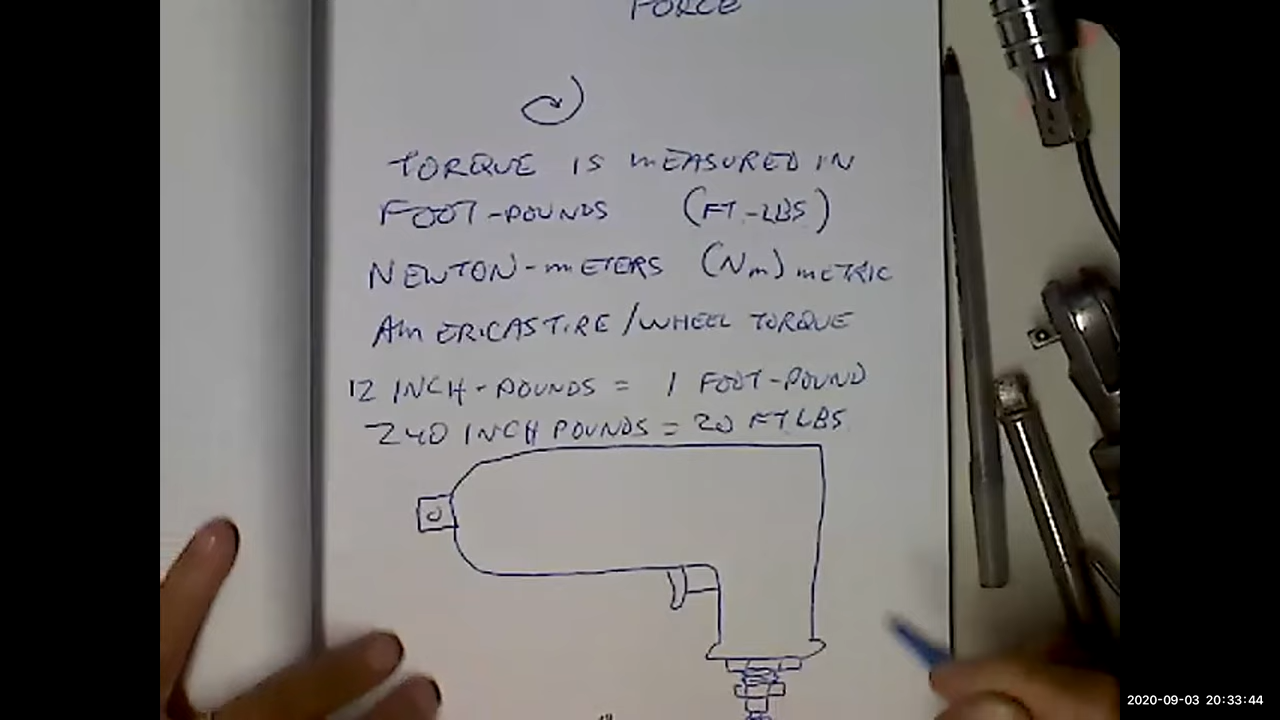 FORCE
TORQUE IS MEASURED IN
FOOT-POUNDS (FT-LBS)
NEWTON-METERS (Nm) METRIC
AMERICASTIRE/WHEEL TORQUE
12 INCH-POUNDS = 1 FOOT-POUND
240 INCH POUNDS = 20 FT LBS
2020-09-03 20:33:44